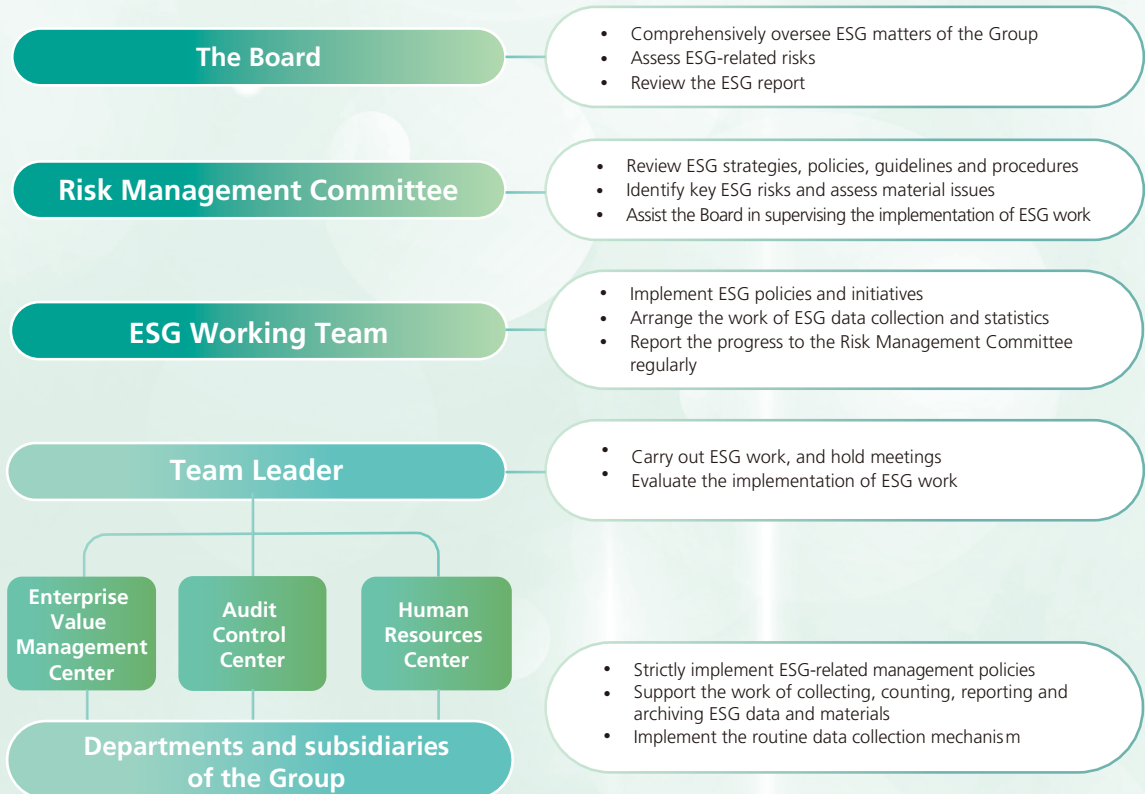 The Board
• Comprehensively oversee ESG matters of the Group
• Assess ESG-related risks
• Review the ESG report
Risk Management Committee
• Review ESG strategies, policies, guidelines and procedures
• Identify key ESG risks and assess material issues
• Assist the Board in supervising the implementation of ESG work
ESG Working Team
• Implement ESG policies and initiatives
• Arrange the work of ESG data collection and statistics
• Report the progress to the Risk Management Committee
regularly
Team Leader
• Carry out ESG work, and hold meetings
• Evaluate the implementation of ESG work
Enterprise
Value
Management
Center
Audit
Control
Center
Human
Resources
Center
Departments and subsidiaries
of the Group
• Strictly implement ESG-related management policies
• Support the work of collecting, counting, reporting and
archiving ESG data and materials
• Implement the routine data collection mechanism